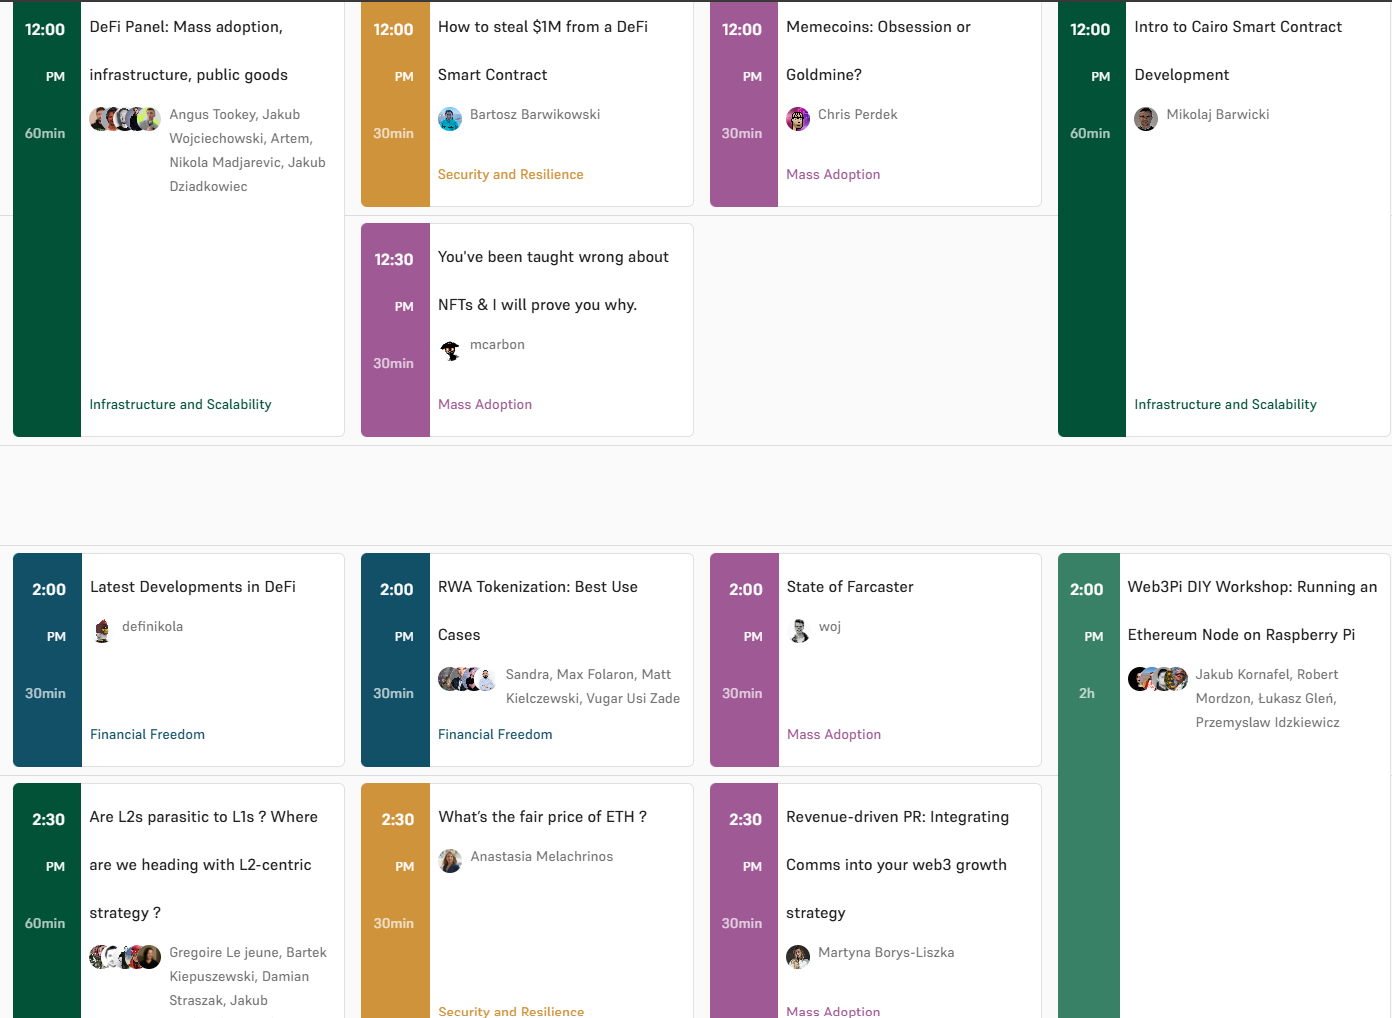 12:00
PM
60min
DeFi Panel: Mass adoption,
infrastructure, public goods
Angus Tookey, Jakub
Wojciechowski, Artem,
Nikola Madjarevic, Jakub
Dziadkowiec
Infrastructure and Scalability
12:00
PM
30min
How to steal $1M from a DeFi
Smart Contract
Bartosz Barwikowski
Security and Resilience
12:00
PM
30min
Memecoins: Obsession or
Goldmine?
Chris Perdek
Mass Adoption
12:00
PM
60min
Intro to Cairo Smart Contract
Development
Mikolaj Barwicki
Infrastructure and Scalability
12:30
PM
30min
You've been taught wrong about
NFTs & I will prove you why.
mcarbon
Mass Adoption
2:00
PM
30min
Latest Developments in DeFi
definikola
Financial Freedom
2:00
PM
30min
RWA Tokenization: Best Use
Cases
Sandra, Max Folaron, Matt
Kielczewski, Vugar Usi Zade
Financial Freedom
2:00
PM
30min
State of Farcaster
woj
Mass Adoption
2:00
PM
2h
Web3Pi DIY Workshop: Running an
Ethereum Node on Raspberry Pi
Jakub Kornafel, Robert
Mordzon, Łukasz Gleń,
Przemyslaw Idzkiewicz
2:30
PM
60min
Are L2s parasitic to L1s ? Where
are we heading with L2-centric
strategy ?
Gregoire Le jeune, Bartek
Kiepuszewski, Damian
Straszak, Jakub
2:30
PM
30min
What's the fair price of ETH ?
Anastasia Melachrinos
Security and Resilience
2:30
PM
30min
Revenue-driven PR: Integrating
Comms into your web3 growth
strategy
Martyna Borys-Liszka
Mass Adoption